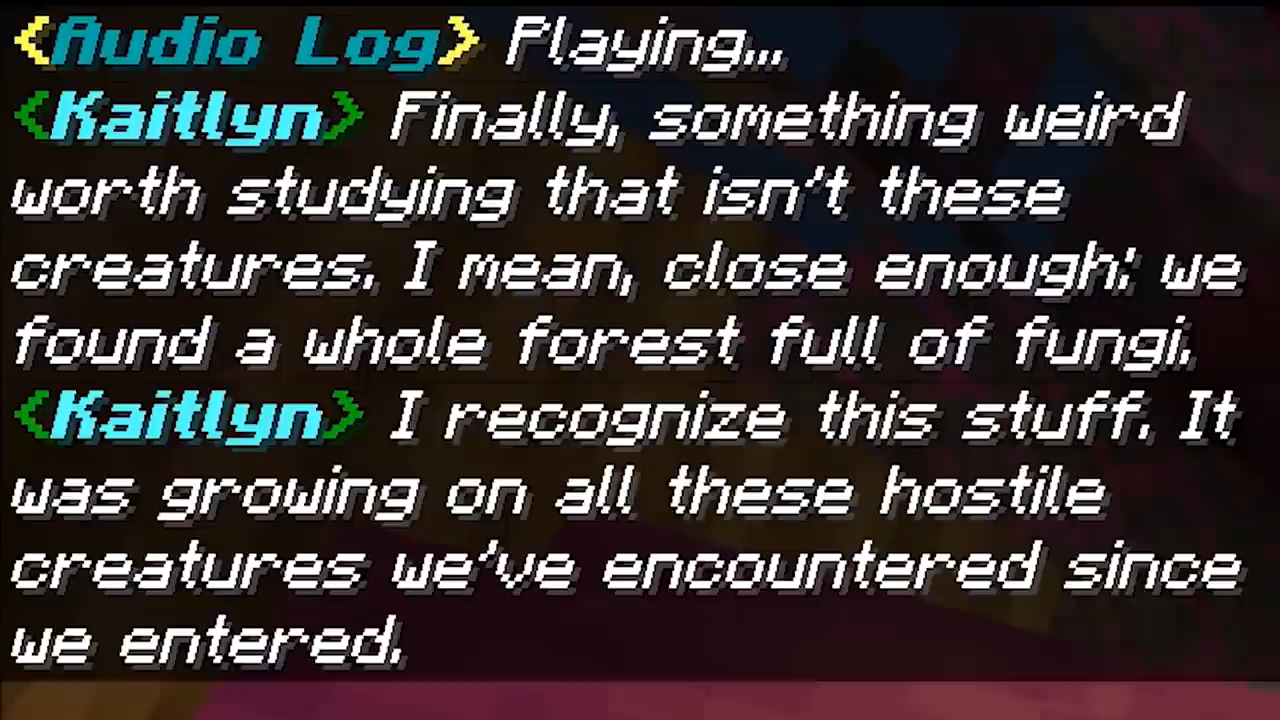 <Audio Log> Playing...
<Kaitlyn> Finally, something weird
worth studying that isn't these
creatures. I mean, close enough: we
found a whole forest full of fungi.
<Kaitlyn> I recognize this stuff. It
was growing on all these hostile
creatures we've encountered since
we entered.